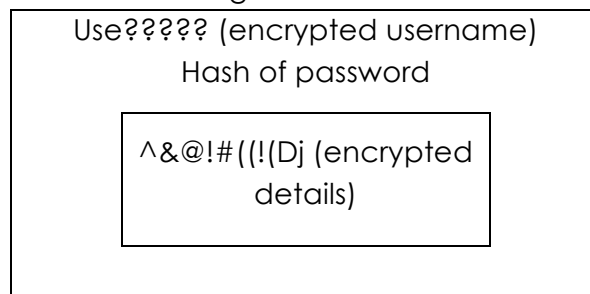 Use????? (encrypted username)
Hash of password
^&@!#((!(Dj (encrypted
details)